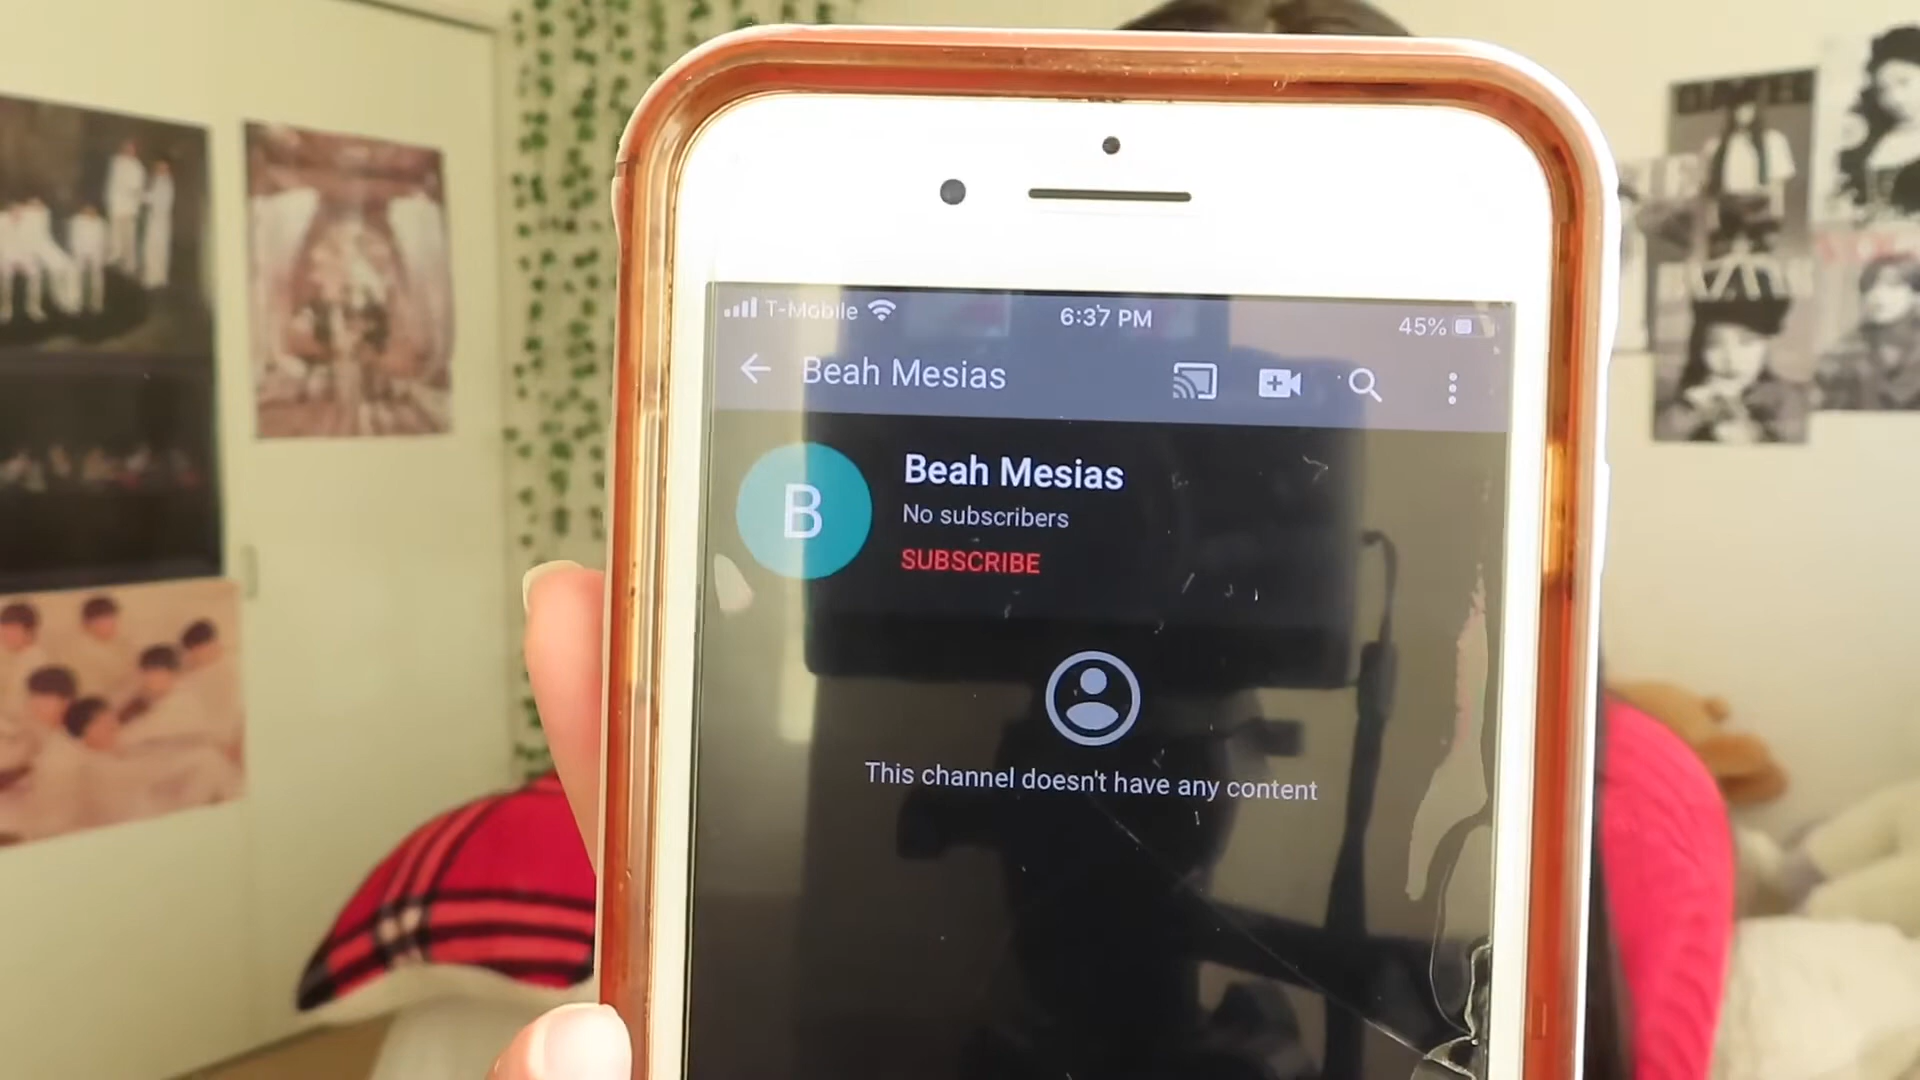 T-Mobile
6:37 PM
45%
Beah Mesias
B
Beah Mesias
No subscribers
SUBSCRIBE
This channel doesn't have any content